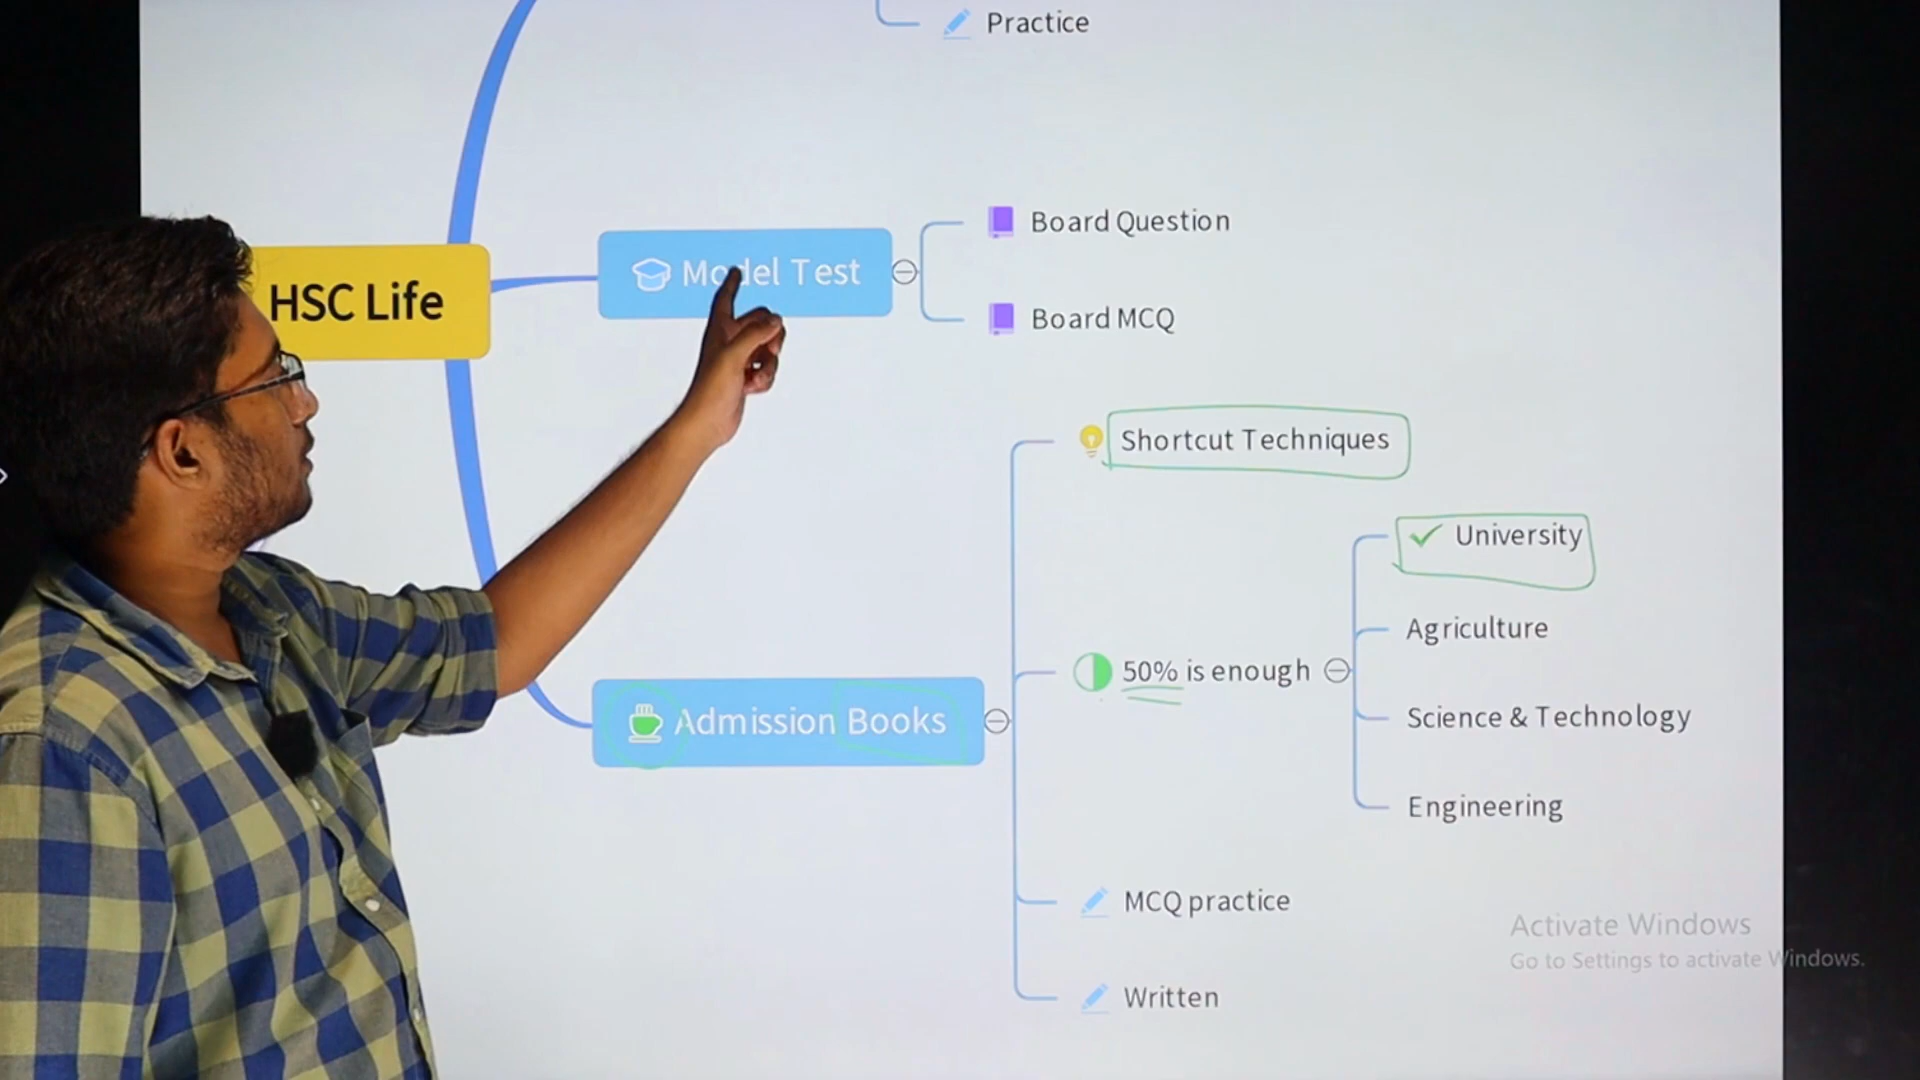 Practice
HSC Life
Model Test
Board Question
Board MCQ
Shortcut Techniques
Admission Books
50% is enough
University
Agriculture
Science & Technology
Engineering
MCQ practice
Written
Activate Windows
Go to Settings to activate Windows.